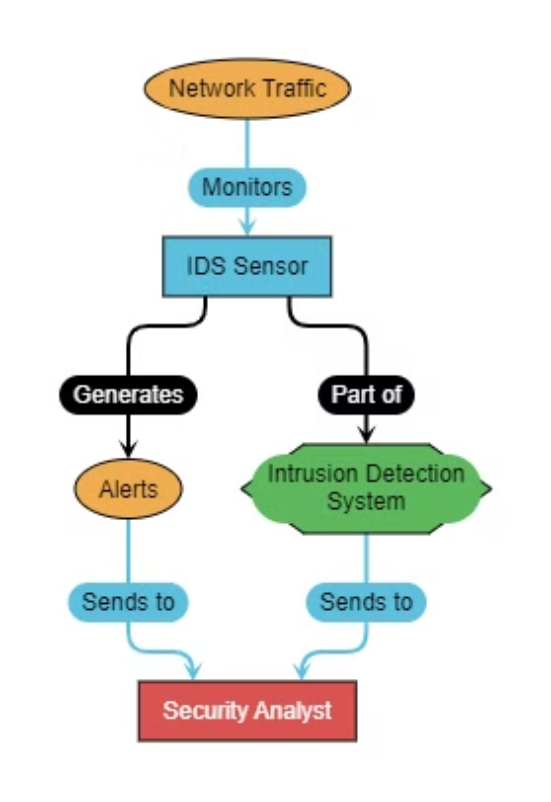 Network Traffic
Monitors
IDS Sensor
Generates
Part of
Alerts
Intrusion Detection
System
Sends to
Sends to
Security Analyst